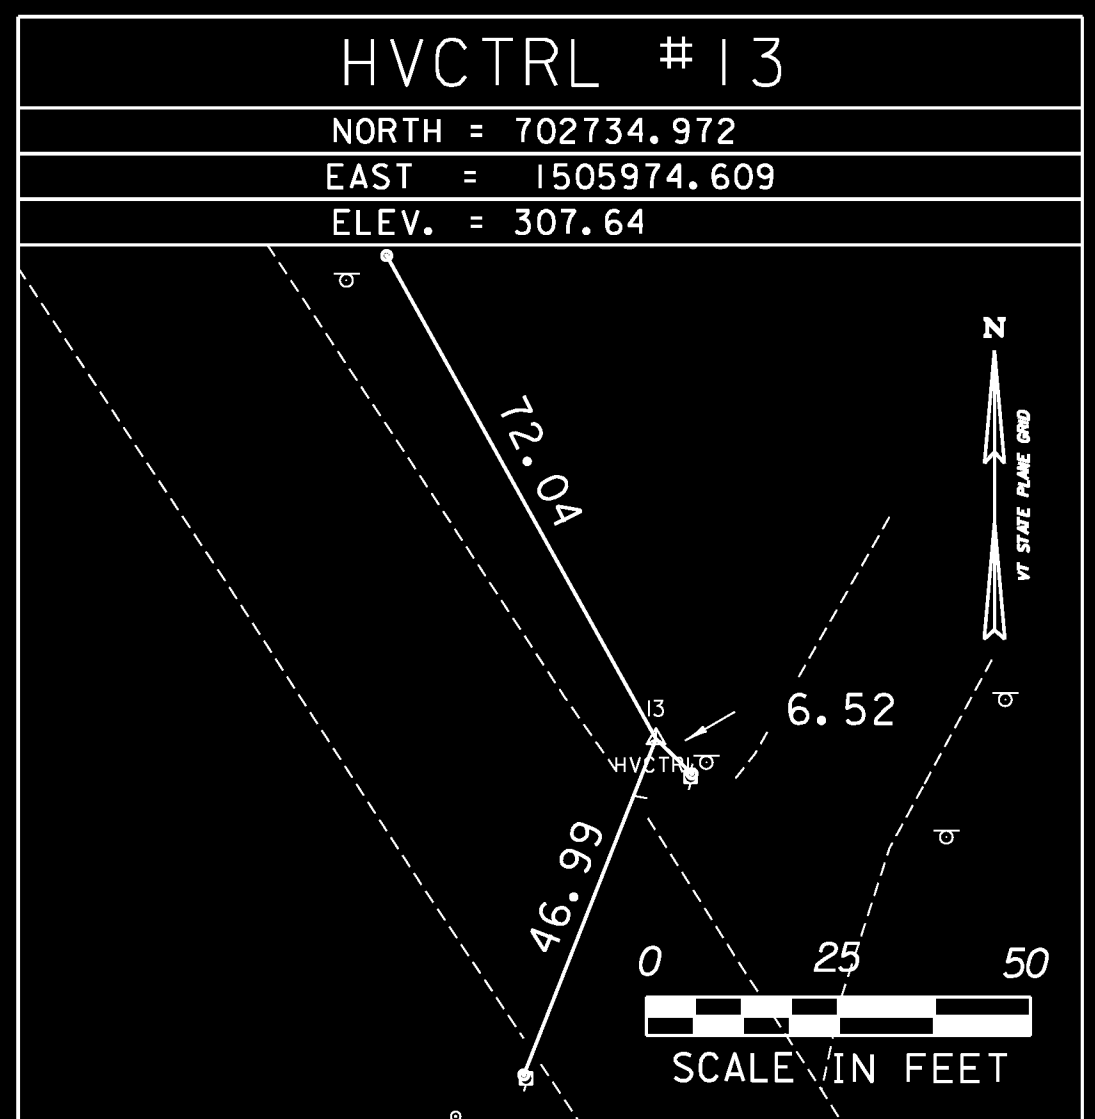 HVCTRL #13
NORTH = 702734.972
EAST = 1505974.609
ELEV. = 307.64
N
VT STATE PLANE GRID
72.04
13
6.52
HVCTRL
46.99
0 25 50
SCALE IN FEET